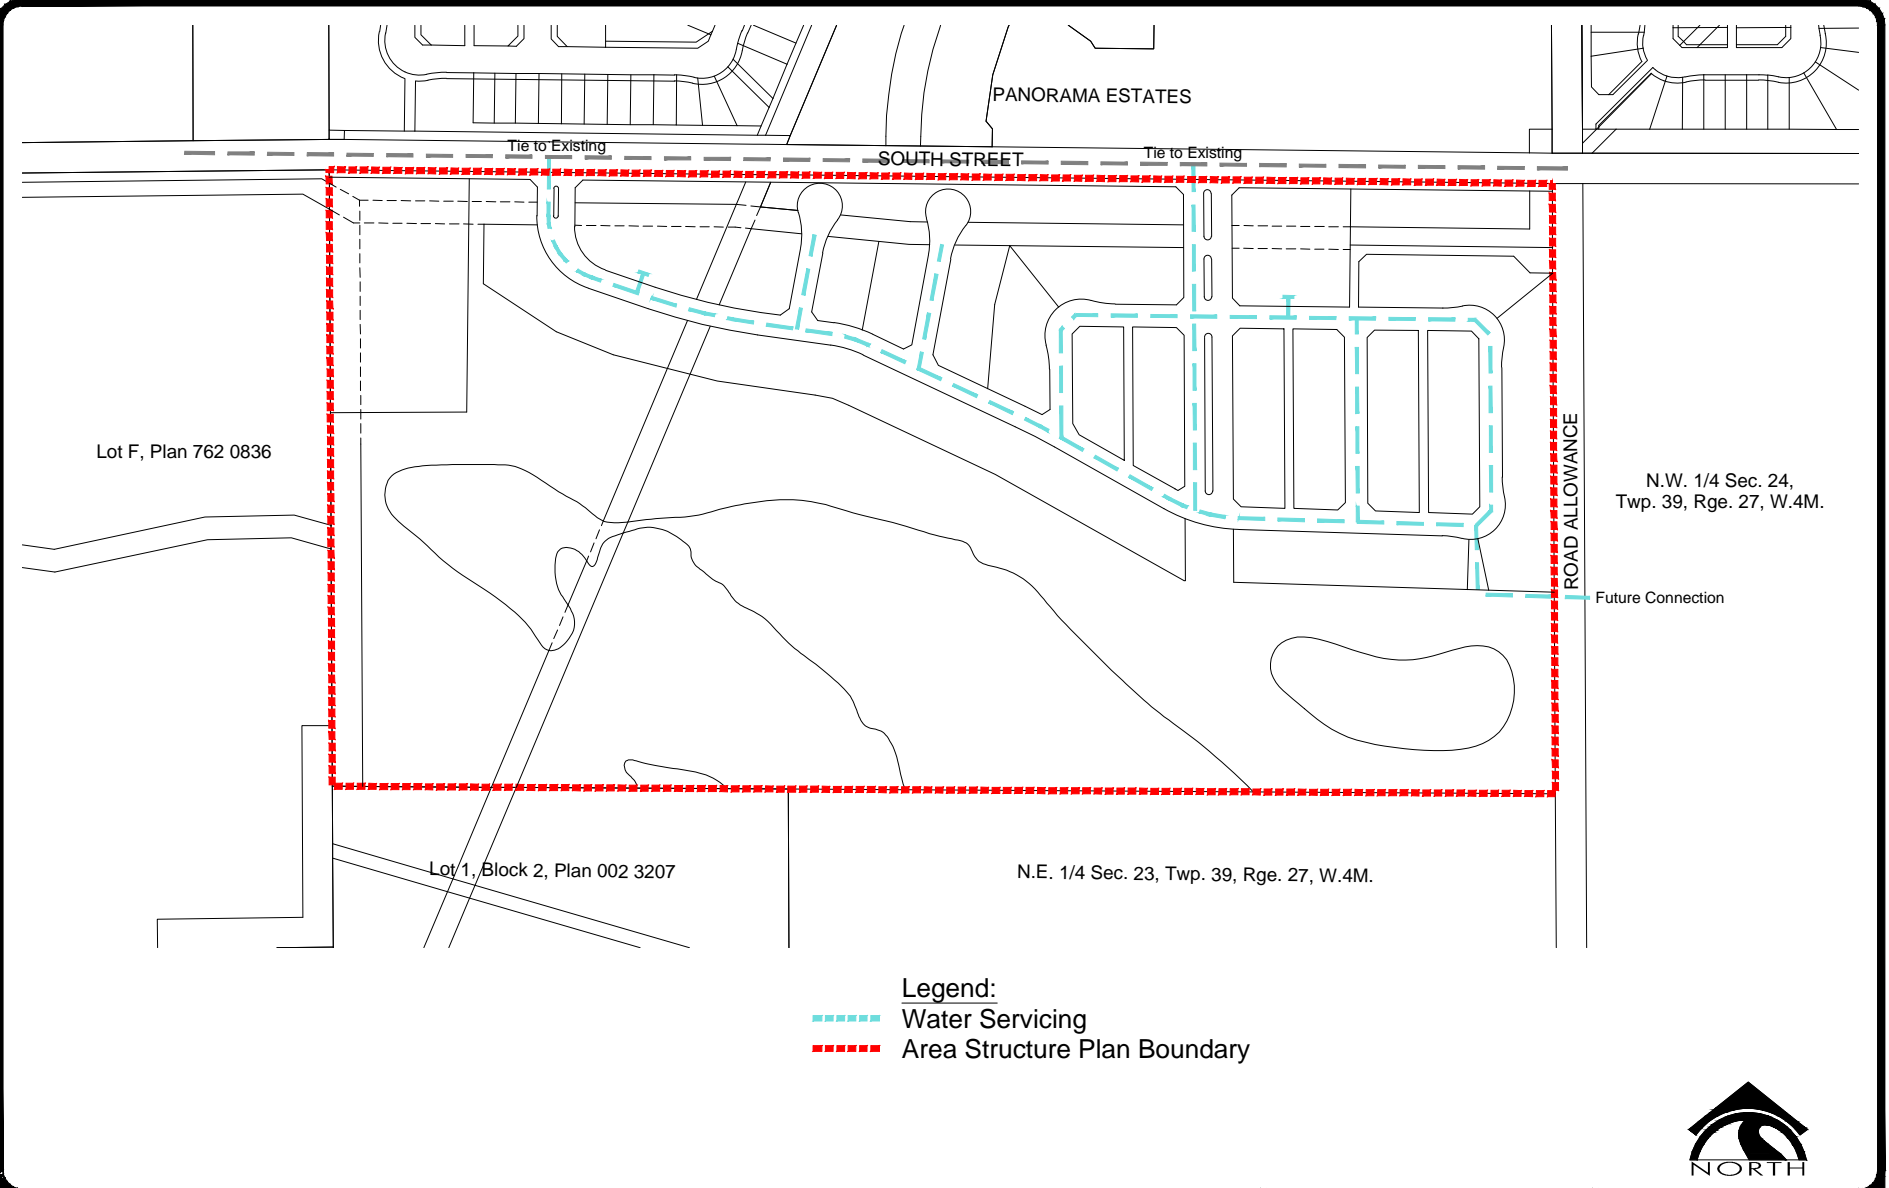 PANORAMA ESTATES
Tie to Existing
SOUTH STREET
Tie to Existing
Lot F, Plan 762 0836
ROAD ALLOWANCE
N.W. 1/4 Sec. 24,
Twp. 39, Rge. 27, W.4M.
Future Connection
Lot 1, Block 2, Plan 002 3207
N.E. 1/4 Sec. 23, Twp. 39, Rge. 27, W.4M.
Legend:
Water Servicing
Area Structure Plan Boundary
NORTH